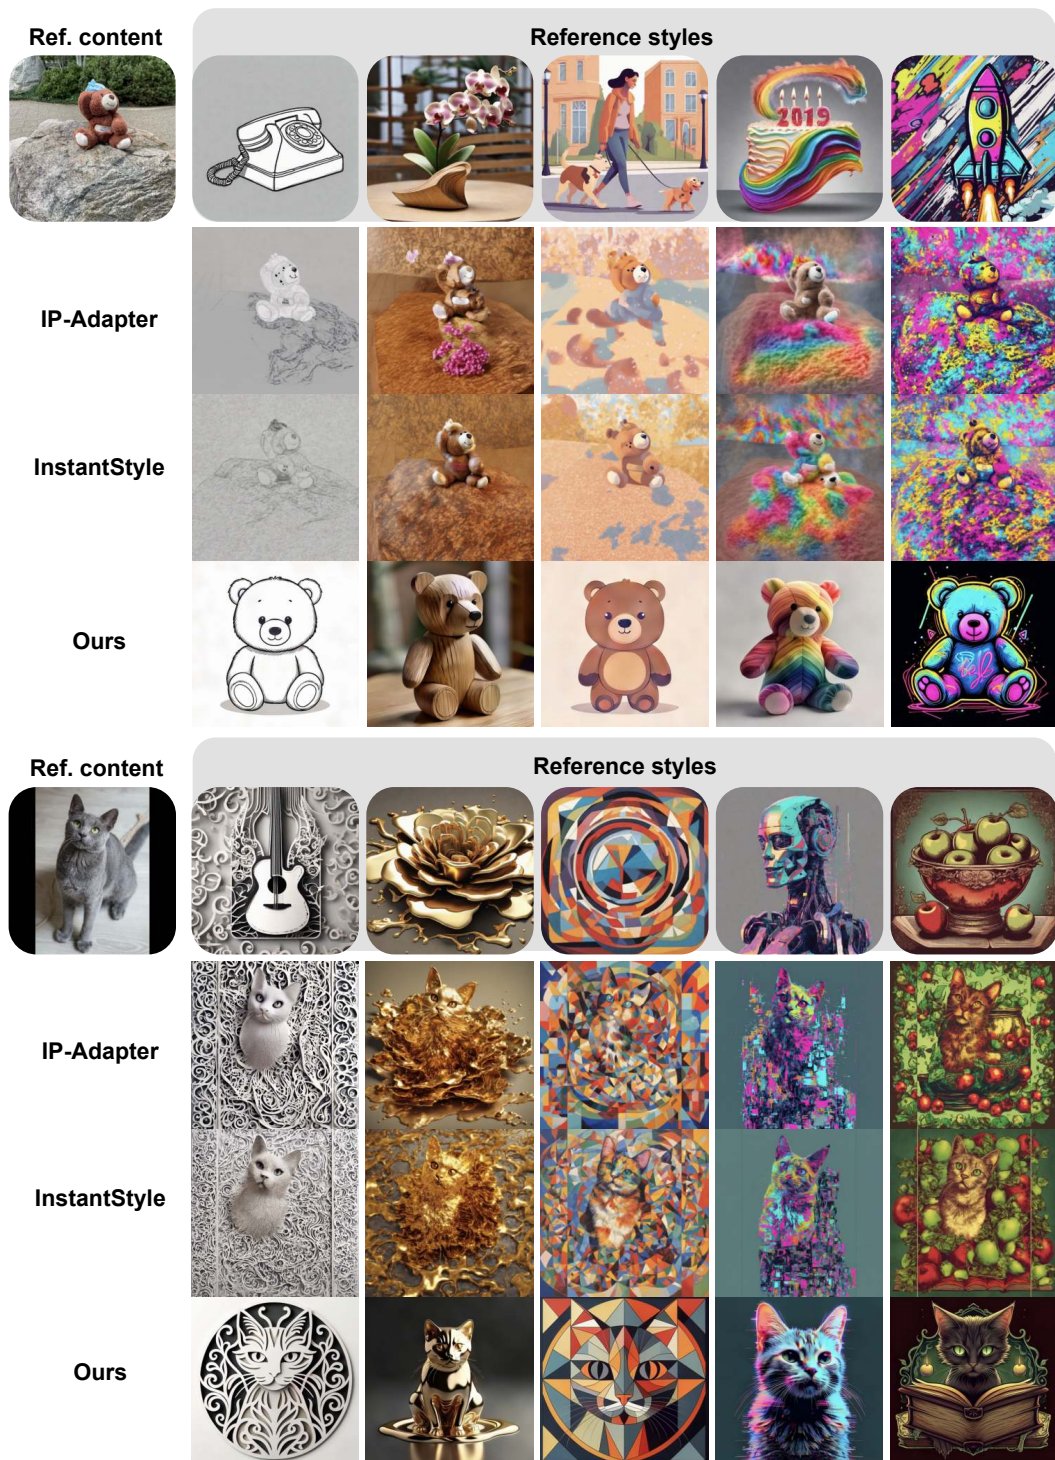 Ref. content
Reference styles
2019
IP-Adapter
InstantStyle
Ours
Ref. content
Reference styles
IP-Adapter
InstantStyle
Ours